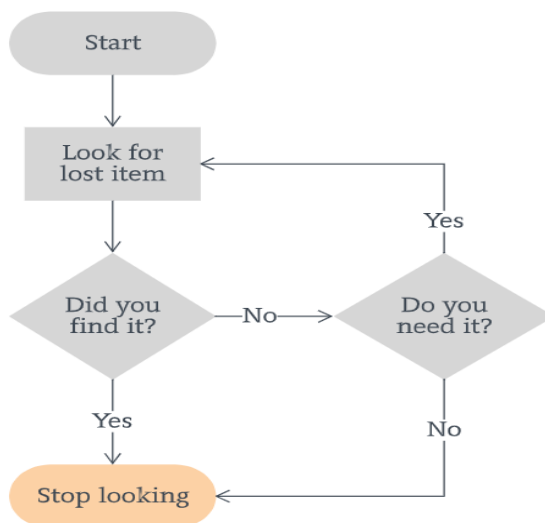 Start
Look for
lost item
Yes
Did you
find it?
No
Do you
need it?
Yes
No
Stop looking